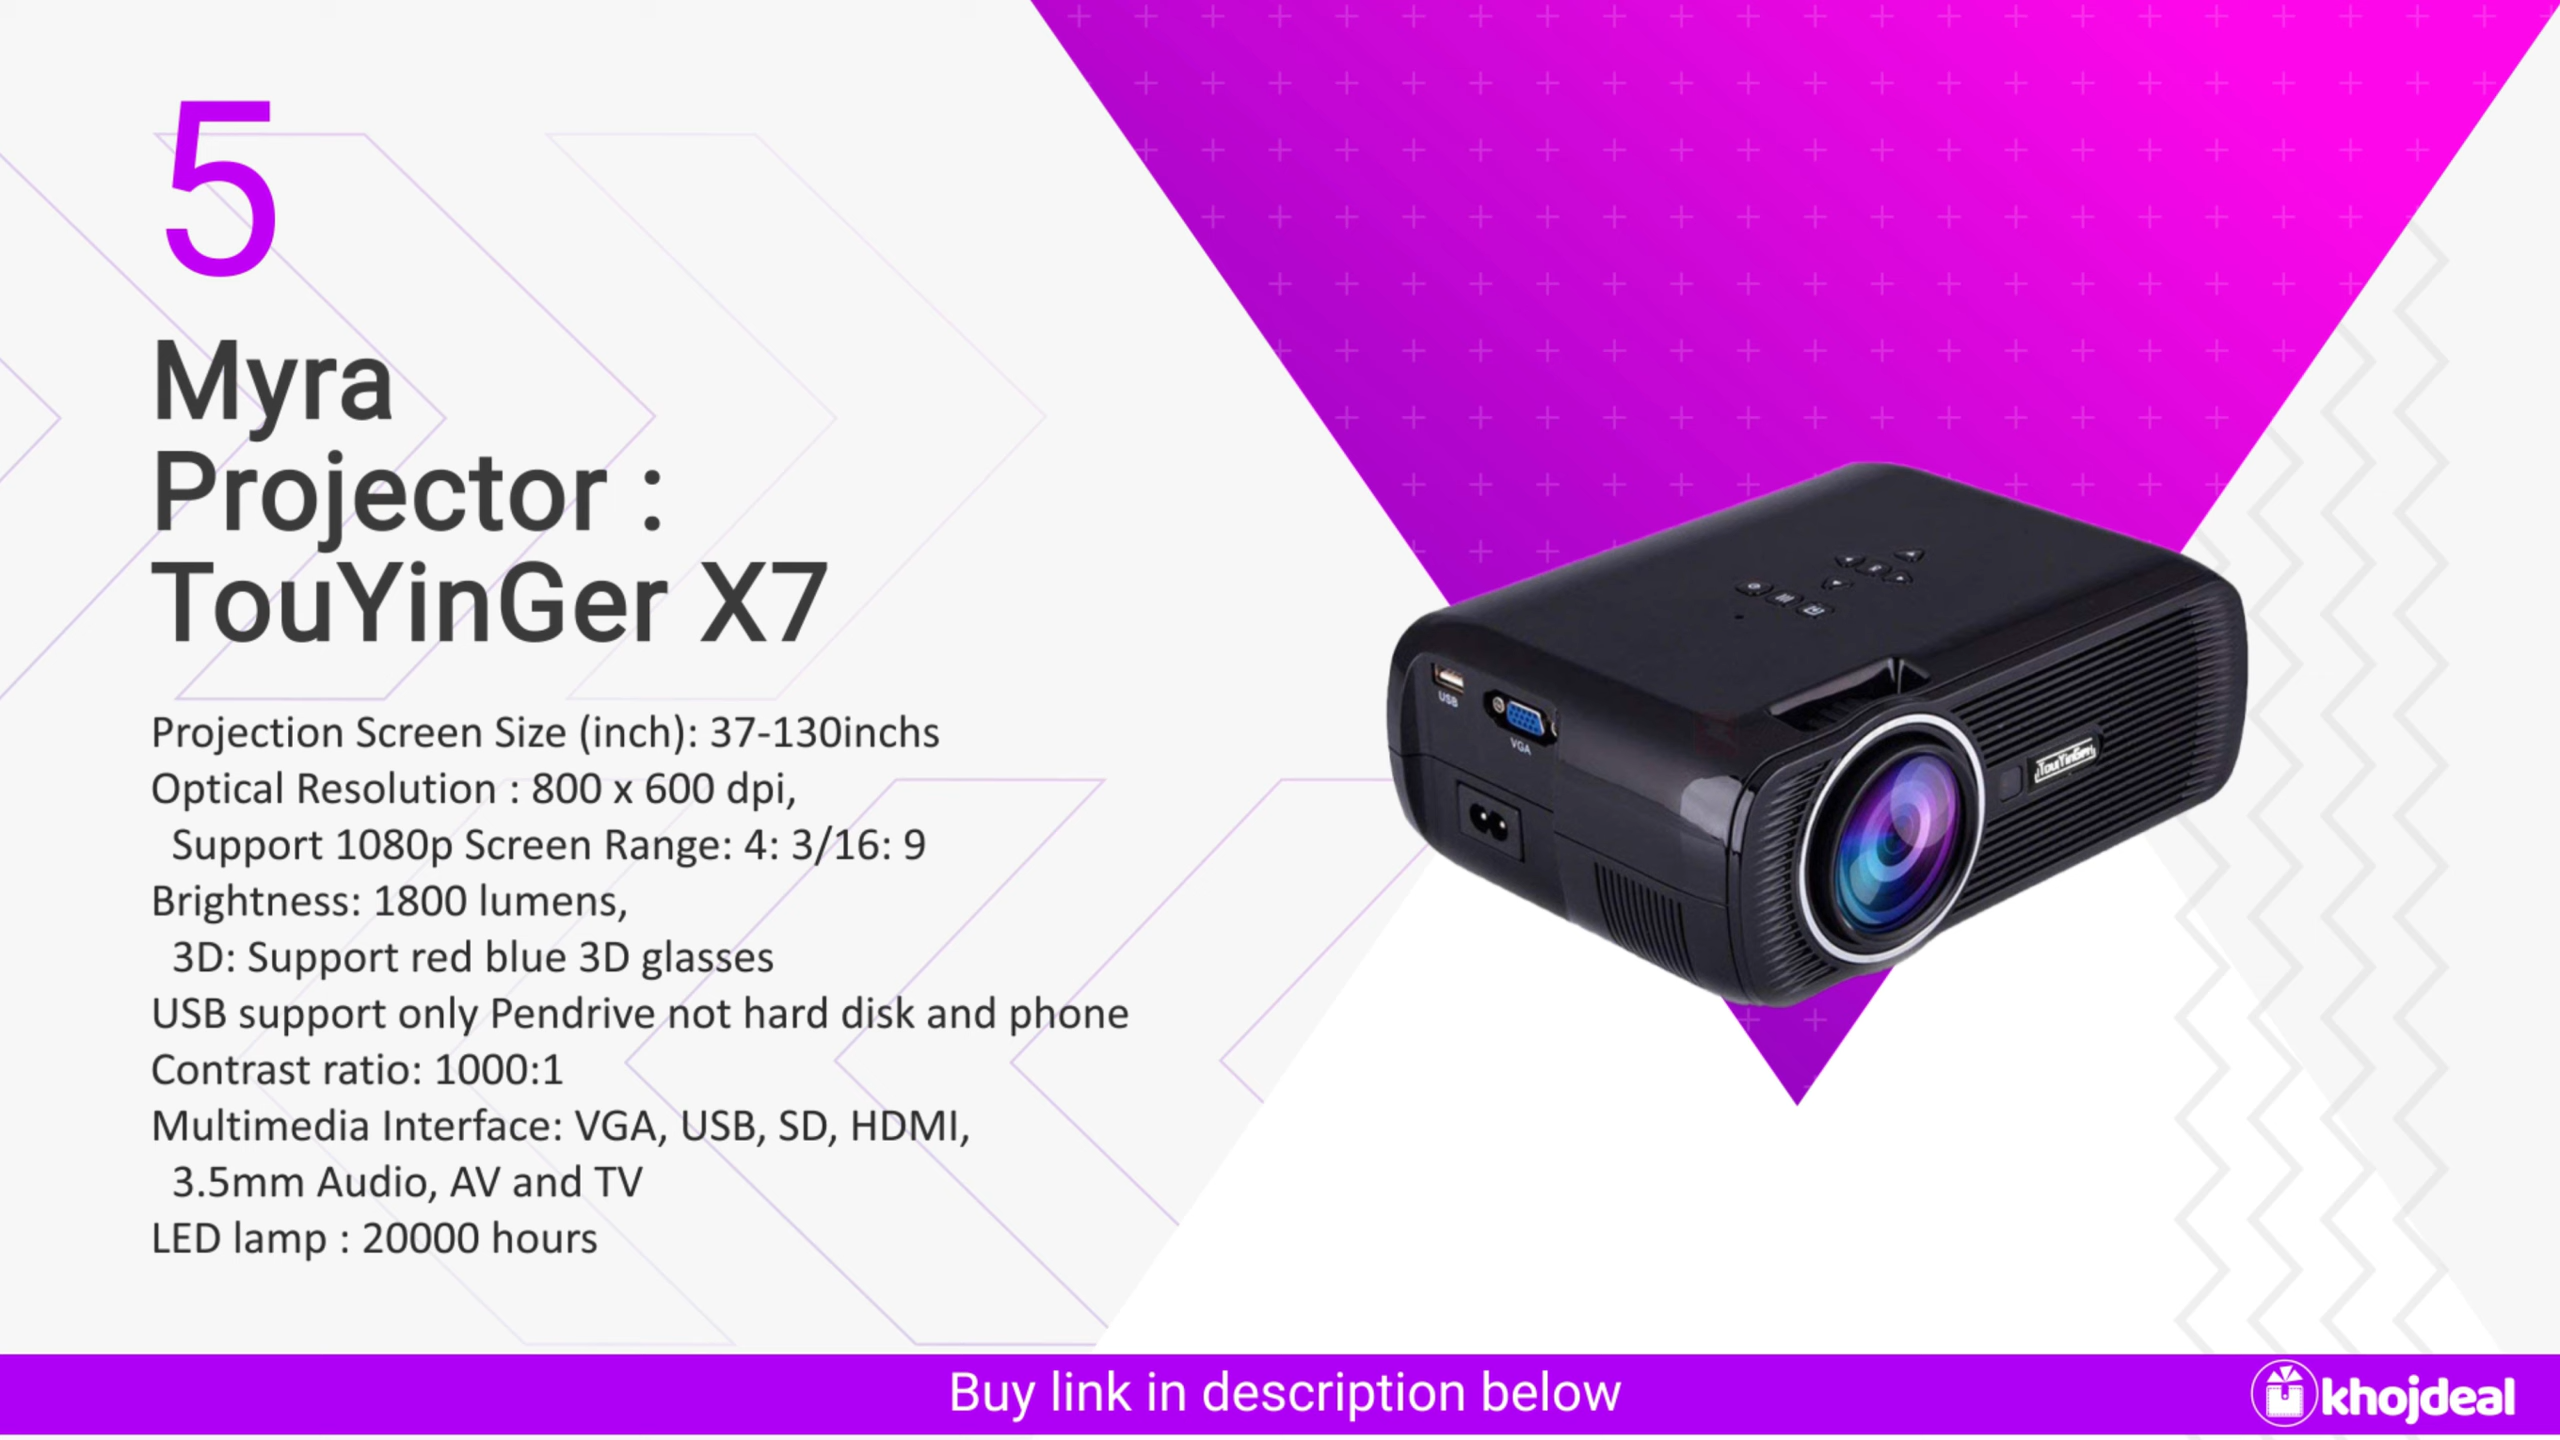 5
Myra
Projector :
TouYinGer X7
Projection Screen Size (inch): 37-130inchs
Optical Resolution : 800 x 600 dpi,
Support 1080p Screen Range: 4: 3/16: 9
Brightness: 1800 lumens,
3D: Support red blue 3D glasses
USB support only Pendrive not hard disk and phone
Contrast ratio: 1000:1
Multimedia Interface: VGA, USB, SD, HDMI,
3.5mm Audio, AV and TV
LED lamp : 20000 hours
USB
VGA
TouYinGer
Buy link in description below
khojdeal